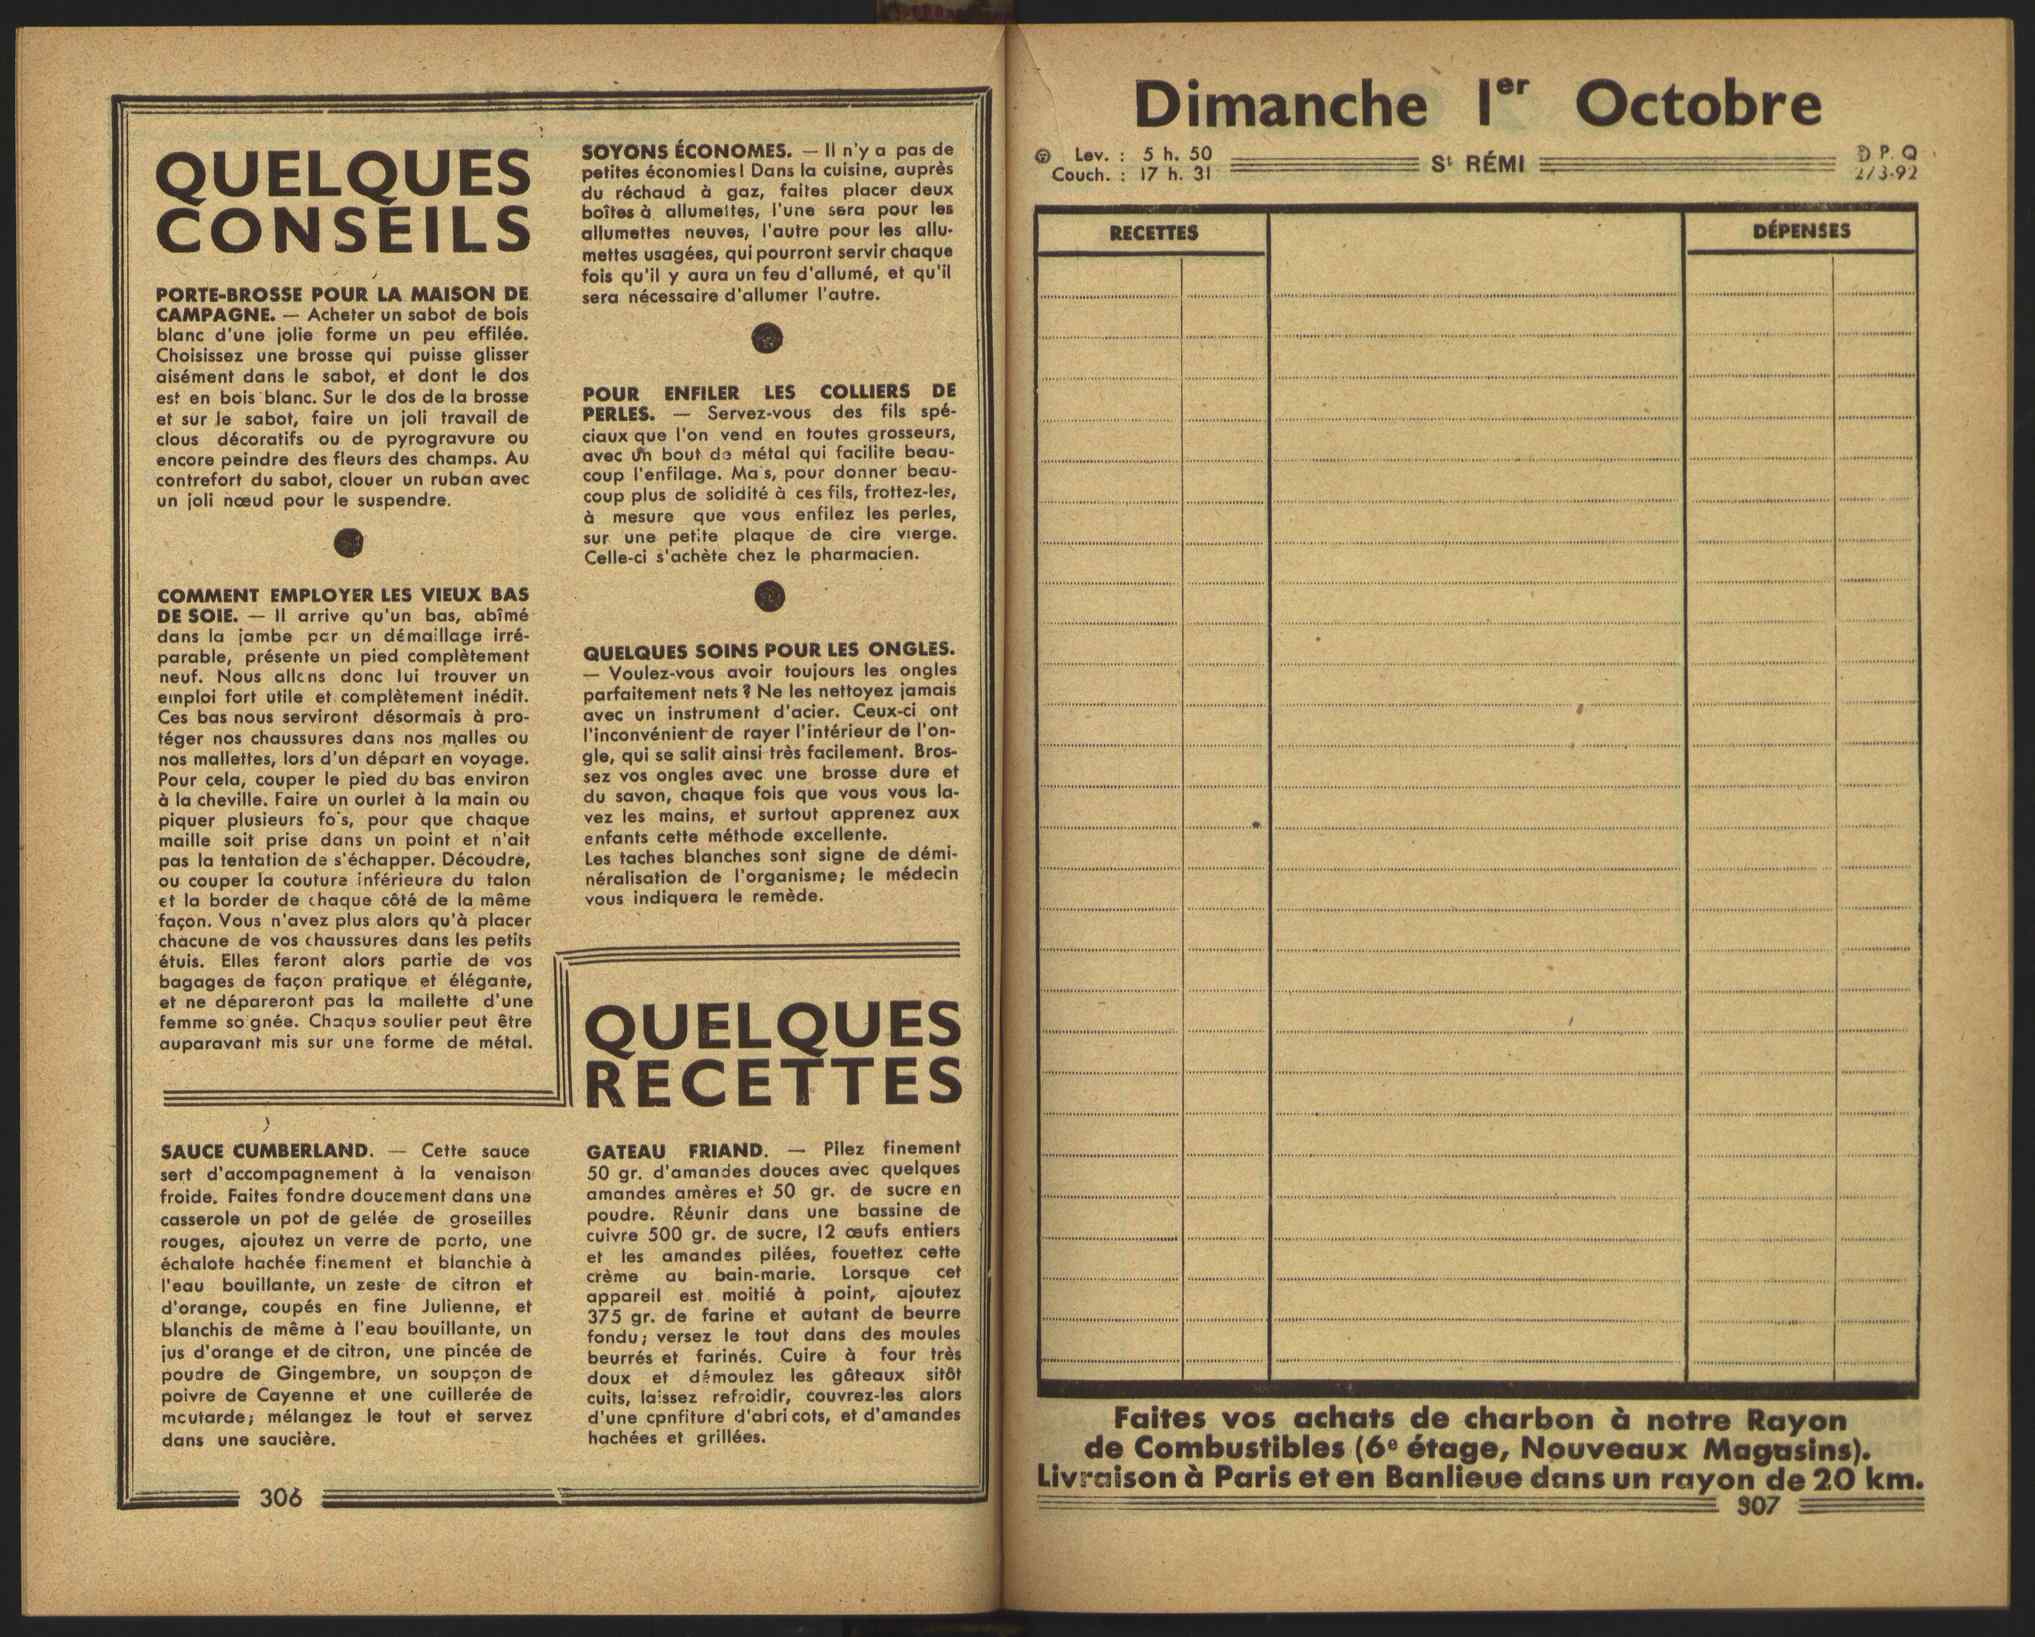 QUELQUES
CONSEILS
PORTE-BROSSE POUR LA MAISON DE
CAMPAGNE. — Acheter un sabot de bois
blanc d'une jolie forme un peu effilée.
Choisissez une brosse qui puisse glisser
aisément dans le sabot, et dont le dos
est en bois blanc. Sur le dos de la brosse
et sur le sabot, faire un joli travail de
clous décoratifs ou de pyrogravure ou
encore peindre des fleurs des champs. Au
contrefort du sabot, clouer un ruban avec
un joli nœud pour le suspendre.
COMMENT EMPLOYER LES VIEUX BAS
DE SOIE. — Il arrive qu'un bas, abîmé
dans la jambe par un démaillage irré-
parable, présente un pied complètement
neuf. Nous allons donc lui trouver un
emploi fort utile et complètement inédit.
Ces bas nous serviront désormais à pro-
téger nos chaussures dans nos malles ou
nos mallettes, lors d'un départ en voyage.
Pour cela, couper le pied du bas environ
à la cheville. Faire un ourlet à la main ou
piquer plusieurs fois, pour que chaque
maille soit prise dans un point et n'ait
pas la tentation de s'échapper. Découdre,
ou couper la couture inférieure du talon
et la border de chaque côté de la même
façon. Vous n'avez plus alors qu'à placer
chacune de vos chaussures dans les petits
étuis. Elles feront alors partie de vos
bagages de façon pratique et élégante,
et ne dépareront pas la mallette d'une
femme soignée. Chaque soulier peut être
auparavant mis sur une forme de métal.
SOYONS ÉCONOMES. — Il n'y a pas de
petites économies! Dans la cuisine, auprès
du réchaud à gaz, faites placer deux
boîtes à allumettes, l'une sera pour les
allumettes neuves, l'autre pour les allu-
mettes usagées, qui pourront servir chaque
fois qu'il y aura un feu d'allumé, et qu'il
sera nécessaire d'allumer l'autre.
POUR ENFILER LES COLLIERS DE
PERLES. — Servez-vous des fils spé-
ciaux que l'on vend en toutes grosseurs,
avec un bout de métal qui facilite beau-
coup l'enfilage. Mais, pour donner beau-
coup plus de solidité à ces fils, frottez-les,
à mesure que vous enfilez les perles,
sur une petite plaque de cire vierge.
Celle-ci s'achète chez le pharmacien.
QUELQUES SOINS POUR LES ONGLES.
— Voulez-vous avoir toujours les ongles
parfaitement nets ? Ne les nettoyez jamais
avec un instrument d'acier. Ceux-ci ont
l'inconvénient de rayer l'intérieur de l'on-
gle, qui se salit ainsi très facilement. Bros-
sez vos ongles avec une brosse dure et
du savon, chaque fois que vous vous la-
vez les mains, et surtout apprenez aux
enfants cette méthode excellente.
Les taches blanches sont signe de démi-
néralisation de l'organisme; le médecin
vous indiquera le remède.
QUELQUES
RECETTES
SAUCE CUMBERLAND. — Cette sauce
sert d'accompagnement à la venaison
froide. Faites fondre doucement dans une
casserole un pot de gelée de groseilles
rouges, ajoutez un verre de porto, une
échalote hachée finement et blanchie à
l'eau bouillante, un zeste de citron et
d'orange, coupés en fine Julienne, et
blanchis de même à l'eau bouillante, un
jus d'orange et de citron, une pincée de
poudre de Gingembre, un soupçon de
poivre de Cayenne et une cuillerée de
moutarde; mélangez le tout et servez
dans une saucière.
GATEAU FRIAND. — Pilez finement
50 gr. d'amandes douces avec quelques
amandes amères et 50 gr. de sucre en
poudre. Réunir dans une bassine de
cuivre 500 gr. de sucre, 12 œufs entiers
et les amandes pilées, fouettez cette
crème au bain-marie. Lorsque cet
appareil est moitié à point, ajoutez
375 gr. de farine et autant de beurre
fondu; versez le tout dans des moules
beurrés et farinés. Cuire à four très
doux et démoulez les gâteaux sitôt
cuits, laissez refroidir, couvrez-les alors
d'une cpnfiture d'abricots, et d'amandes
hachées et grillées.
306
Dimanche 1er Octobre
Lev. : 5 h. 50
Couch. : 17 h. 31
St RÉMI
D P. Q
273-92
RECETTES
DÉPENSES
Faites vos achats de charbon à notre Rayon
de Combustibles (6e étage, Nouveaux Magasins).
Livraison à Paris et en Banlieue dans un rayon de 20 km.
307